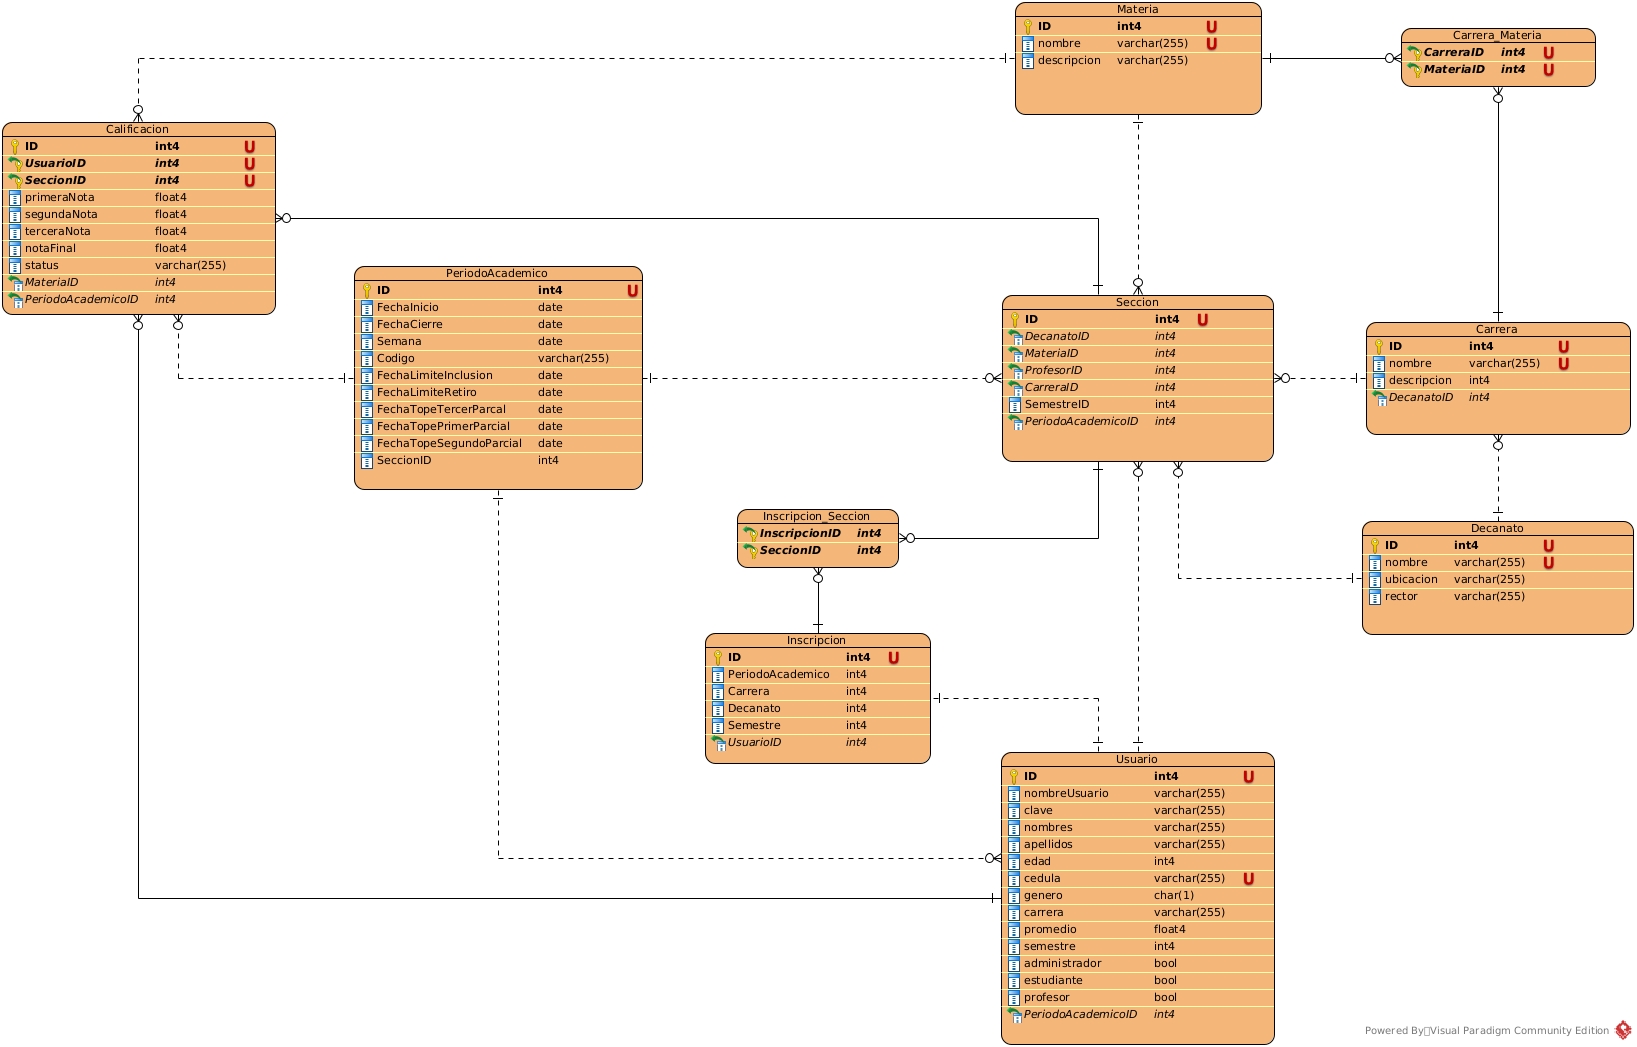 Materia
ID int4 U
nombre varchar(255) U
descripcion varchar(255)
Carrera_Materia
CarreraID int4 U
MateriaID int4 U
Calificacion
ID int4 U
UsuarioID int4 U
SeccionID int4 U
primeraNota float4
segundaNota float4
terceraNota float4
notaFinal float4
status varchar(255)
MateriaID int4
PeriodoAcademicoID int4
PeriodoAcademico
ID int4 U
FechaInicio date
FechaCierre date
Semana date
Codigo varchar(255)
FechaLimiteInclusion date
FechaLimiteRetiro date
FechaTopeTercerParcal date
FechaTopePrimerParcial date
FechaTopeSegundoParcial date
SeccionID int4
Seccion
ID int4 U
DecanatoID int4
MateriaID int4
ProfesorID int4
CarreraID int4
SemestreID int4
PeriodoAcademicoID int4
Carrera
ID int4 U
nombre varchar(255) U
descripcion int4
DecanatoID int4
Inscripcion_Seccion
InscripcionID int4
SeccionID int4
Decanato
ID int4 U
nombre varchar(255) U
ubicacion varchar(255)
rector varchar(255)
Inscripcion
ID int4 U
PeriodoAcademico int4
Carrera int4
Decanato int4
Semestre int4
UsuarioID int4
Usuario
ID int4 U
nombreUsuario varchar(255)
clave varchar(255)
nombres varchar(255)
apellidos varchar(255)
edad int4
cedula varchar(255) U
genero char(1)
carrera varchar(255)
promedio float4
semestre int4
administrador bool
estudiante bool
profesor bool
PeriodoAcademicoID int4
Powered By Visual Paradigm Community Edition